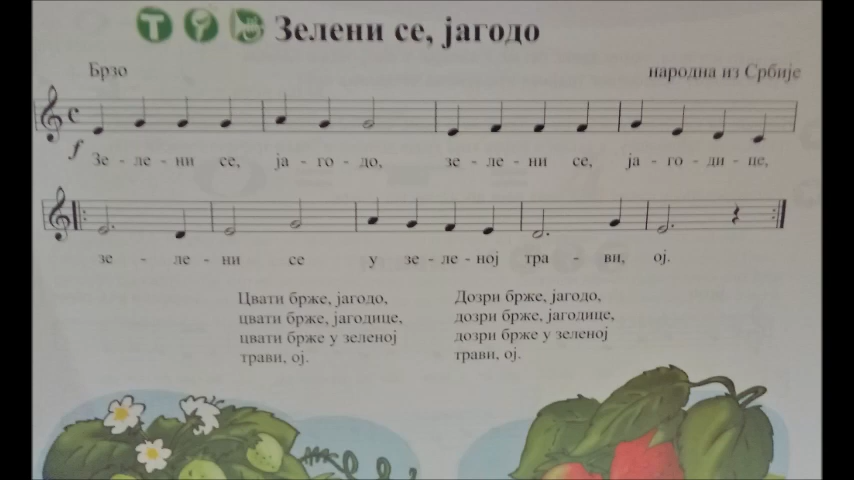 Зелени се, јагодо
Брзо
народна из Србије
f
Зе - ле - ни се, ја - го - до, зе - ле - ни се, ја - го - ди - це,
зе - ле - ни се у зе - ле - ној тра - ви, ој.
Цвати брже, јагодо,
цвати брже, јагодице,
цвати брже у зеленој
трави, ој.
Дозри брже, јагодо,
дозри брже, јагодице,
дозри брже у зеленој
трави, ој.